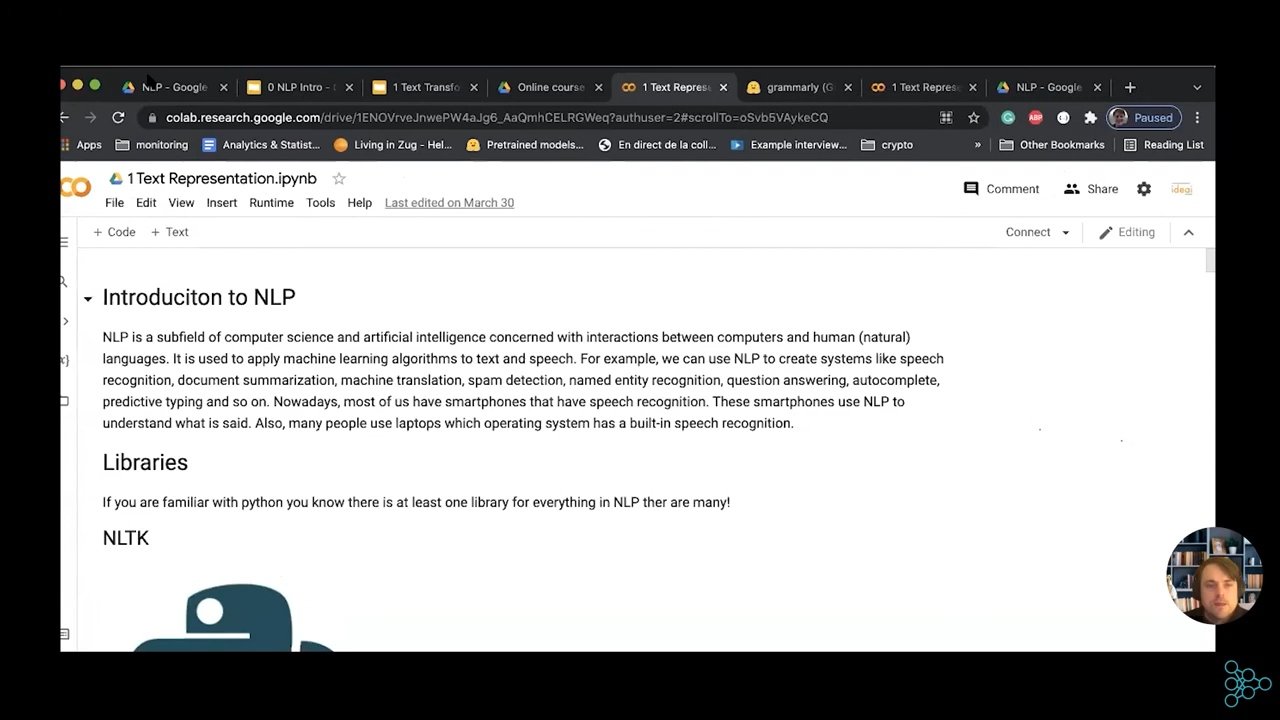 NLP - Google
0 NLP Intro -
1 Text Transfo
Online course
1 Text Repres
grammarly (G
1 Text Repres
NLP - Google
colab.research.google.com/drive/1ENOVrveJnwePW4aJg6_AaQmhCELRGWeq?authuser=2#scrollTo=oSvb5VAykeCQ
ABP
Paused
Apps
monitoring
Analytics & Statist...
Living in Zug - Hel...
Pretrained models...
En direct de la coll...
Example interview...
crypto
»
Other Bookmarks
Reading List
1 Text Representation.ipynb
File Edit View Insert Runtime Tools Help Last edited on March 30
Comment
Share
ideai
+ Code + Text
Connect
Editing
Introduciton to NLP
NLP is a subfield of computer science and artificial intelligence concerned with interactions between computers and human (natural)
languages. It is used to apply machine learning algorithms to text and speech. For example, we can use NLP to create systems like speech
recognition, document summarization, machine translation, spam detection, named entity recognition, question answering, autocomplete,
predictive typing and so on. Nowadays, most of us have smartphones that have speech recognition. These smartphones use NLP to
understand what is said. Also, many people use laptops which operating system has a built-in speech recognition.
Libraries
If you are familiar with python you know there is at least one library for everything in NLP ther are many!
NLTK